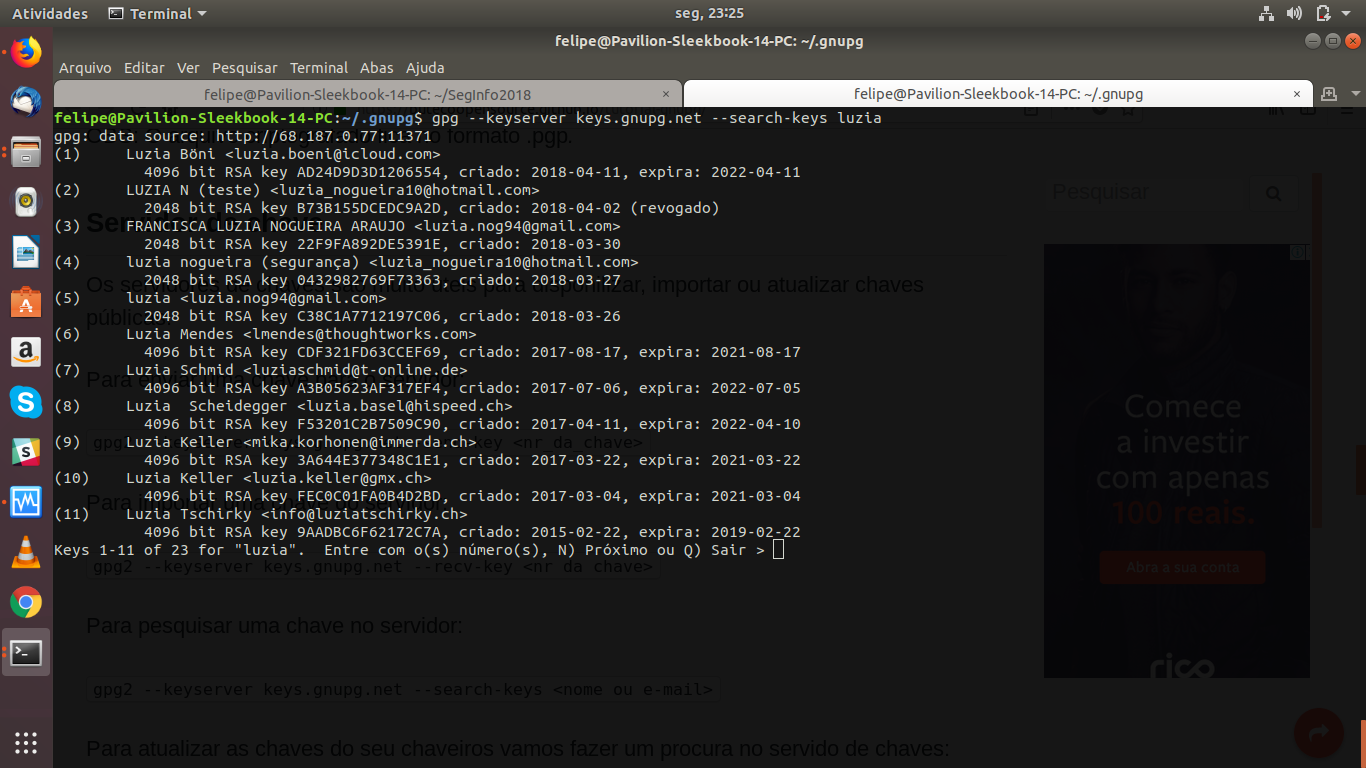 Atividades
Terminal
seg, 23:25
felipe@Pavilion-Sleekbook-14-PC: ~/.gnupg
Arquivo Editar Ver Pesquisar Terminal Abas Ajuda
felipe@Pavilion-Sleekbook-14-PC: ~/SegInfo2018
felipe@Pavilion-Sleekbook-14-PC: ~/.gnupg
felipe@Pavilion-Sleekbook-14-PC:~/.gnupg$ gpg --keyserver keys.gnupg.net --search-keys luzia
gpg: data source: http://68.187.0.77:11371
(1) Luzia Böni <luzia.boeni@icloud.com>
4096 bit RSA key AD24D9D3D1206554, criado: 2018-04-11, expira: 2022-04-11
(2) LUZIA N (teste) <luzia_nogueira10@hotmail.com>
2048 bit RSA key B73B155DCEDC9A2D, criado: 2018-04-02 (revogado)
(3) FRANCISCA LUZIA NOGUEIRA ARAUJO <luzia.nog94@gmail.com>
2048 bit RSA key 22F9FA892DE5391E, criado: 2018-03-30
(4) luzia nogueira (segurança) <luzia_nogueira10@hotmail.com>
2048 bit RSA key 0432982769F73363, criado: 2018-03-27
(5) luzia <luzia.nog94@gmail.com>
2048 bit RSA key C38C1A7712197C06, criado: 2018-03-26
(6) Luzia Mendes <lmendes@thoughtworks.com>
4096 bit RSA key CDF321FD63CCEF69, criado: 2017-08-17, expira: 2021-08-17
(7) Luzia Schmid <luziaschmid@t-online.de>
4096 bit RSA key A3B05623AF317EF4, criado: 2017-07-06, expira: 2022-07-05
(8) Luzia  Scheidegger <luzia.basel@hispeed.ch>
4096 bit RSA key F53201C2B7509C90, criado: 2017-04-11, expira: 2022-04-10
(9) Luzia Keller <mika.korhonen@immerda.ch>
4096 bit RSA key 3A644E377348C1E1, criado: 2017-03-22, expira: 2021-03-22
(10) Luzia Keller <luzia.keller@gmx.ch>
4096 bit RSA key FEC0C01FA0B4D2BD, criado: 2017-03-04, expira: 2021-03-04
(11) Luzia Tschirky <info@luziatschirky.ch>
4096 bit RSA key 9AADBC6F62172C7A, criado: 2015-02-22, expira: 2019-02-22
Keys 1-11 of 23 for "luzia".  Entre com o(s) número(s), N) Próximo ou Q) Sair >
formato .pgp.
Pesquisar
públicas
gpg2 --keyserver keys.gnupg.net --recv-key <nr da chave>
Para pesquisar uma chave no servidor:
gpg2 --keyserver keys.gnupg.net --search-keys <nome ou e-mail>
Para atualizar as chaves do seu chaveiros vamos fazer um procura no servido de chaves:
Comece
a investir
com apenas
100 reais.
Abra a sua conta
rico